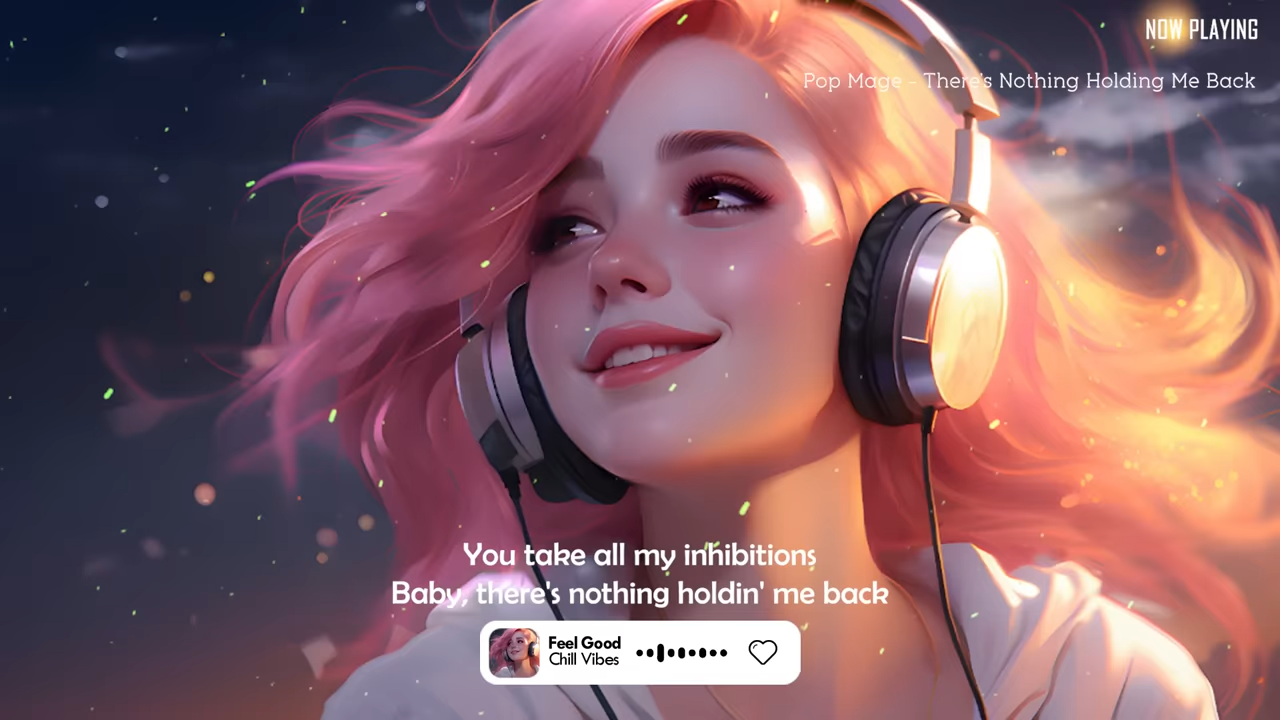 NOW PLAYING
Pop Mage - There's Nothing Holding Me Back
You take all my inhibitions
Baby, there's nothing holdin' me back
Feel Good
Chill Vibes